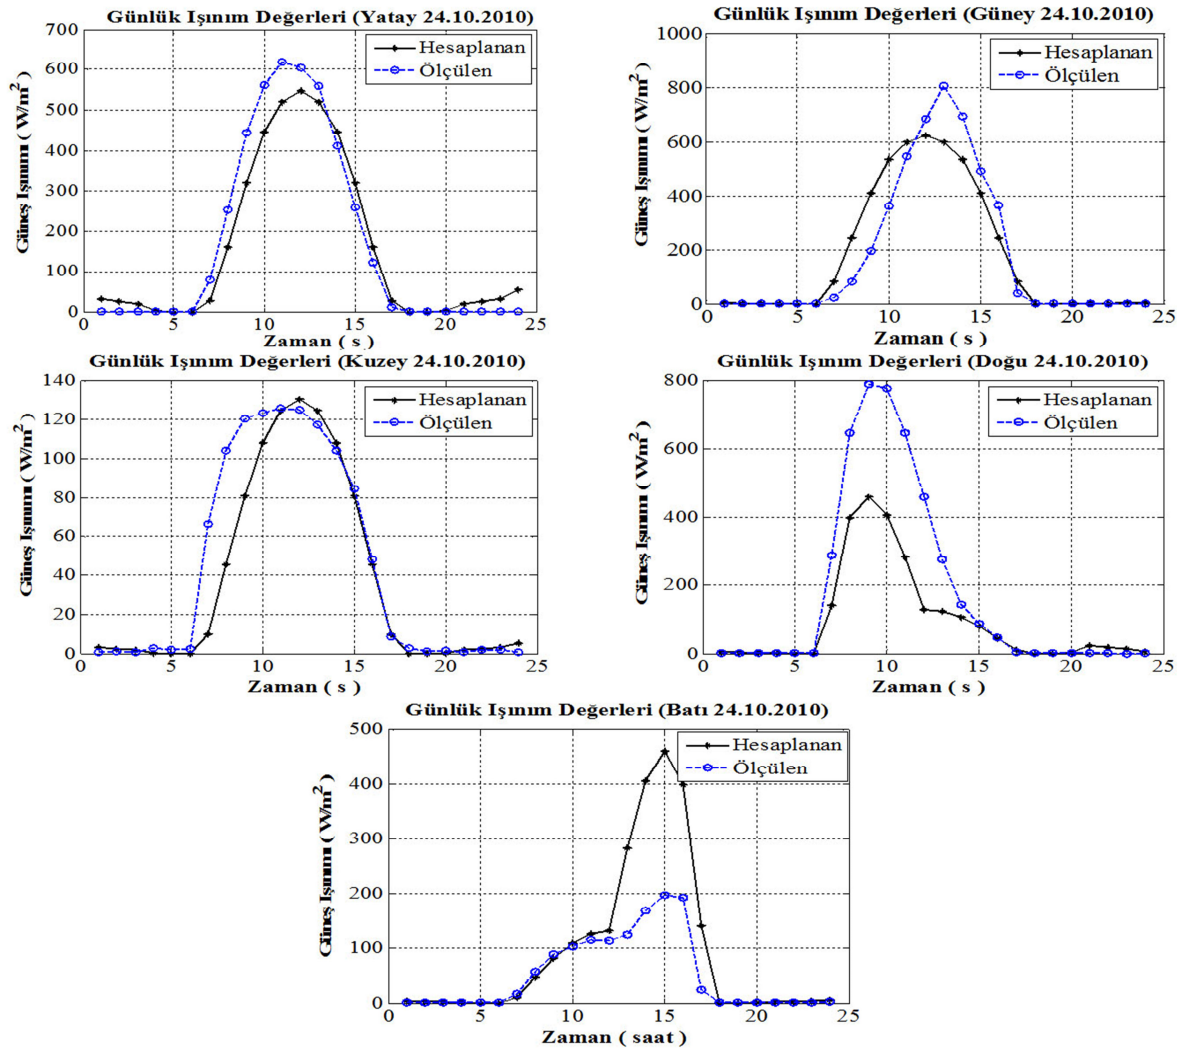 Günlük Işınım Değerleri (Yatay 24.10.2010)
Güneş Işınımı ( W/m²)
700
600
500
400
300
200
100
0
0 5 10 15 20 25
Zaman ( s )
Hesaplanan
Ölçülen
Günlük Işınım Değerleri (Güney 24.10.2010)
Güneş Işınımı ( W/m²)
1000
800
600
400
200
0
0 5 10 15 20 25
Zaman ( s )
Hesaplanan
Ölçülen
Günlük Işınım Değerleri (Kuzey 24.10.2010)
Güneş Işınımı ( W/m²)
140
120
100
80
60
40
20
0
0 5 10 15 20 25
Zaman ( s )
Hesaplanan
Ölçülen
Günlük Işınım Değerleri (Doğu 24.10.2010)
Güneş Işınımı ( Wm²)
800
600
400
200
0
0 5 10 15 20 25
Zaman ( s )
Hesaplanan
Ölçülen
Günlük Işınım Değerleri (Batı 24.10.2010)
Güneş Işınımı ( W/m²)
500
400
300
200
100
0
0 5 10 15 20 25
Zaman ( saat )
Hesaplanan
Ölçülen